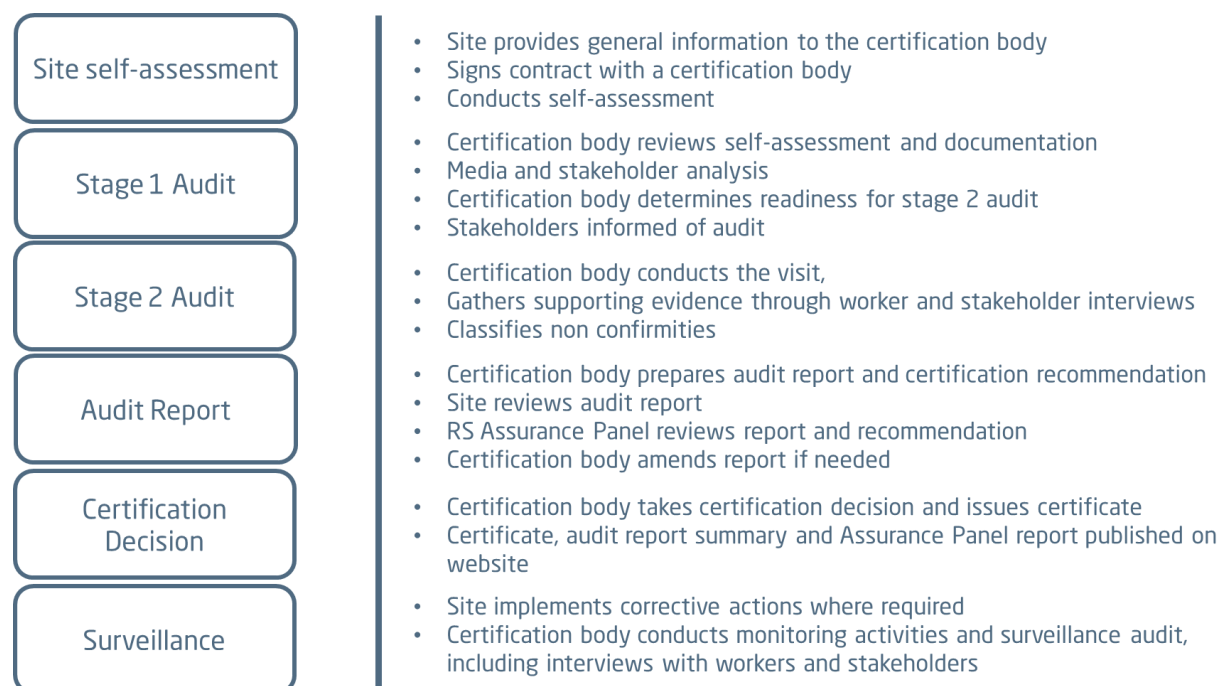 Site self-assessment
• Site provides general information to the certification body
• Signs contract with a certification body
• Conducts self-assessment
Stage 1 Audit
• Certification body reviews self-assessment and documentation
• Media and stakeholder analysis
• Certification body determines readiness for stage 2 audit
• Stakeholders informed of audit
Stage 2 Audit
• Certification body conducts the visit,
• Gathers supporting evidence through worker and stakeholder interviews
• Classifies non confirmities
Audit Report
• Certification body prepares audit report and certification recommendation
• Site reviews audit report
• RS Assurance Panel reviews report and recommendation
• Certification body amends report if needed
Certification
Decision
• Certification body takes certification decision and issues certificate
• Certificate, audit report summary and Assurance Panel report published on
website
Surveillance
• Site implements corrective actions where required
• Certification body conducts monitoring activities and surveillance audit,
including interviews with workers and stakeholders